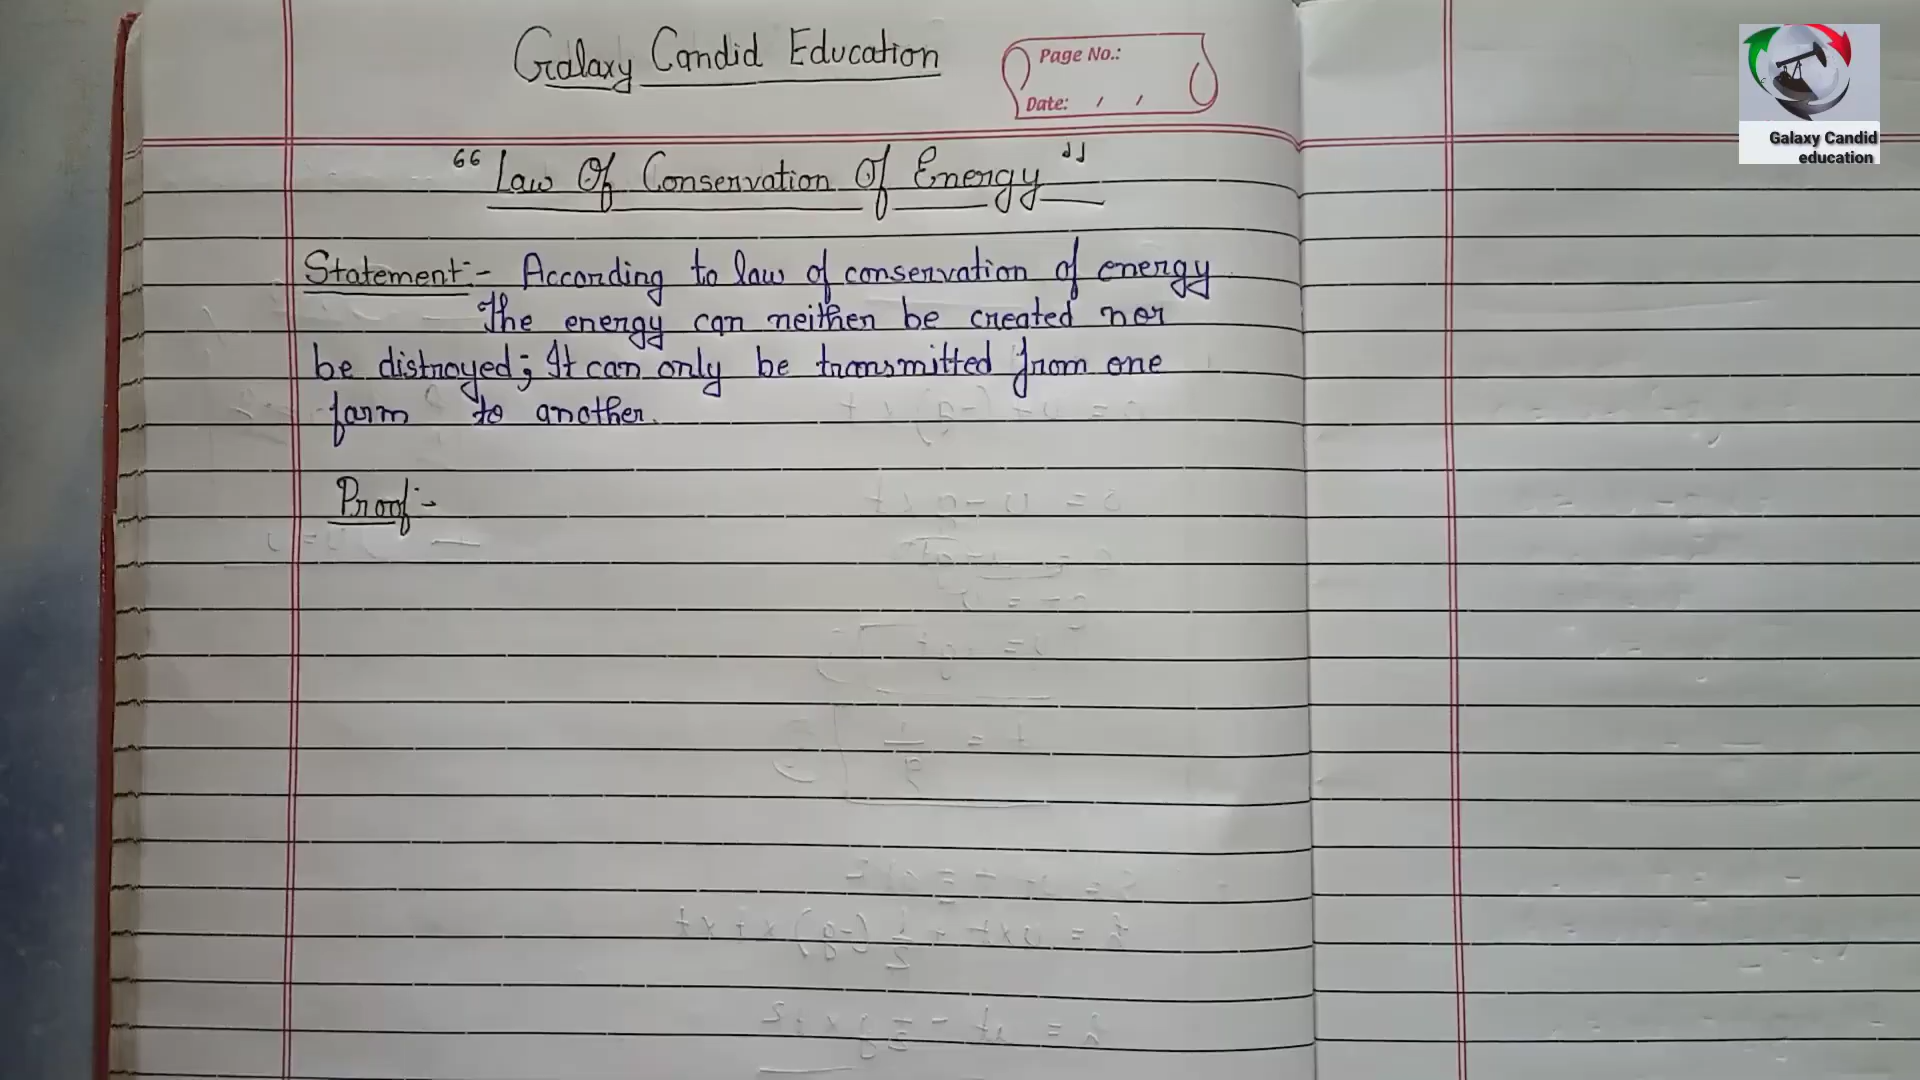 Galaxy Candid Education
Page No.:
Date: / /
Galaxy Candid
education
“Law Of Conservation Of Energy”
Statement:- According to law of conservation of energy
The energy can neither be created nor
be distroyed; It can only be transmitted from one
farm to another.
Proof:-